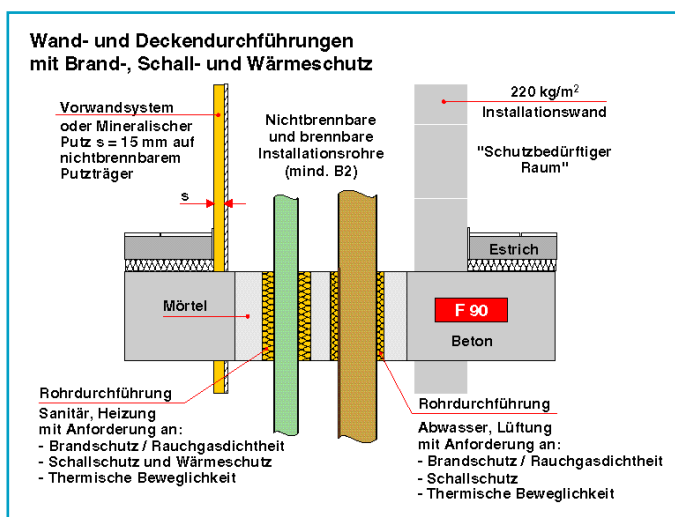 Wand- und Deckendurchführungen
mit Brand-, Schall- und Wärmeschutz
Vorwandsystem
oder Mineralischer
Putz s = 15 mm auf
nichtbrennbarem
Putzträger
s
Nichtbrennbare
und brennbare
Installationsrohre
(mind. B2)
220 kg/m²
Installationswand
"Schutzbedürftiger
Raum"
Estrich
Mörtel
F 90
Beton
Rohrdurchführung
Sanitär, Heizung
mit Anforderung an:
- Brandschutz / Rauchgasdichtheit
- Schallschutz und Wärmeschutz
- Thermische Beweglichkeit
Rohrdurchführung
Abwasser, Lüftung
mit Anforderung an:
- Brandschutz / Rauchgasdichtheit
- Schallschutz
- Thermische Beweglichkeit